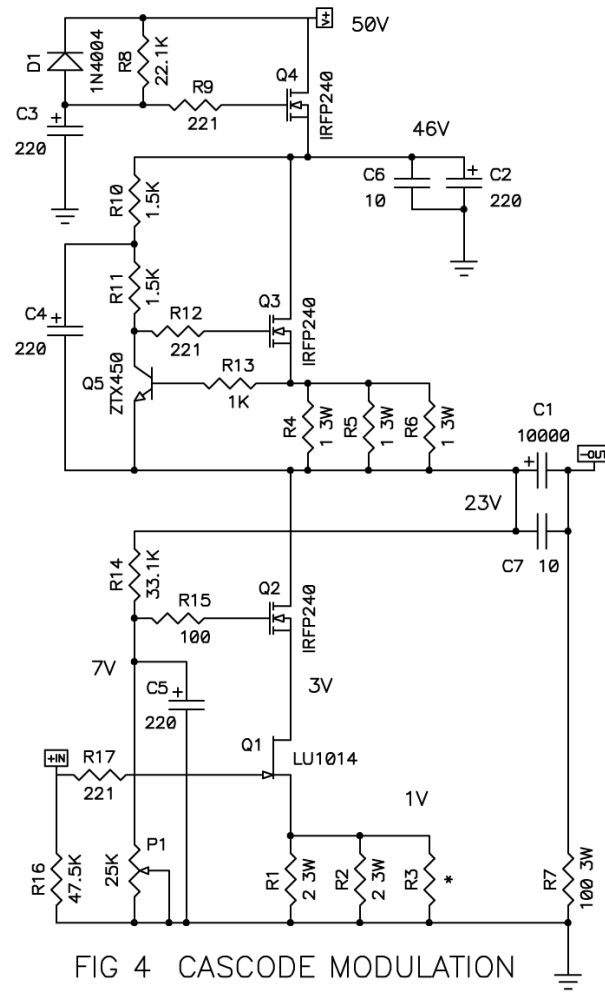 V+
50V
D1
1N4004
R8
22.1K
R9
221
Q4
IRFP240
C3
+
220
46V
R10
1.5K
C6
10
+
C2
220
R11
1.5K
C4
+
220
R12
221
Q3
IRFP240
Q5
ZTX450
R13
1K
R4
1 3W
R5
1 3W
R6
1 3W
C1
10000
+
-OUT
23V
C7
10
R14
33.1K
R15
100
Q2
IRFP240
7V
C5
+
220
3V
Q1
LU1014
+IN
R17
221
1V
R16
47.5K
P1
25K
R1
2 3W
R2
2 3W
R3
*
R7
100 3W
FIG 4 CASCODE MODULATION